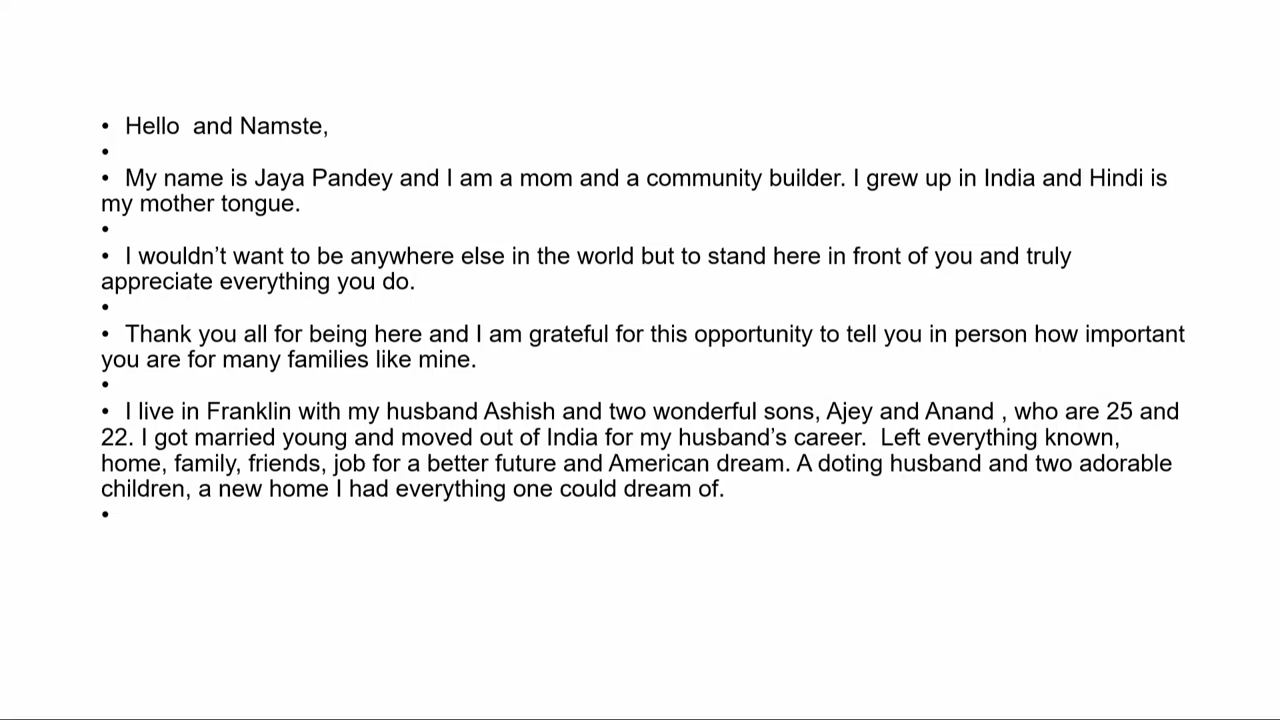 • Hello  and Namste,
•
• My name is Jaya Pandey and I am a mom and a community builder. I grew up in India and Hindi is
my mother tongue.
•
• I wouldn’t want to be anywhere else in the world but to stand here in front of you and truly
appreciate everything you do.
•
• Thank you all for being here and I am grateful for this opportunity to tell you in person how important
you are for many families like mine.
•
• I live in Franklin with my husband Ashish and two wonderful sons, Ajey and Anand , who are 25 and
22. I got married young and moved out of India for my husband’s career.  Left everything known,
home, family, friends, job for a better future and American dream. A doting husband and two adorable
children, a new home I had everything one could dream of.
•